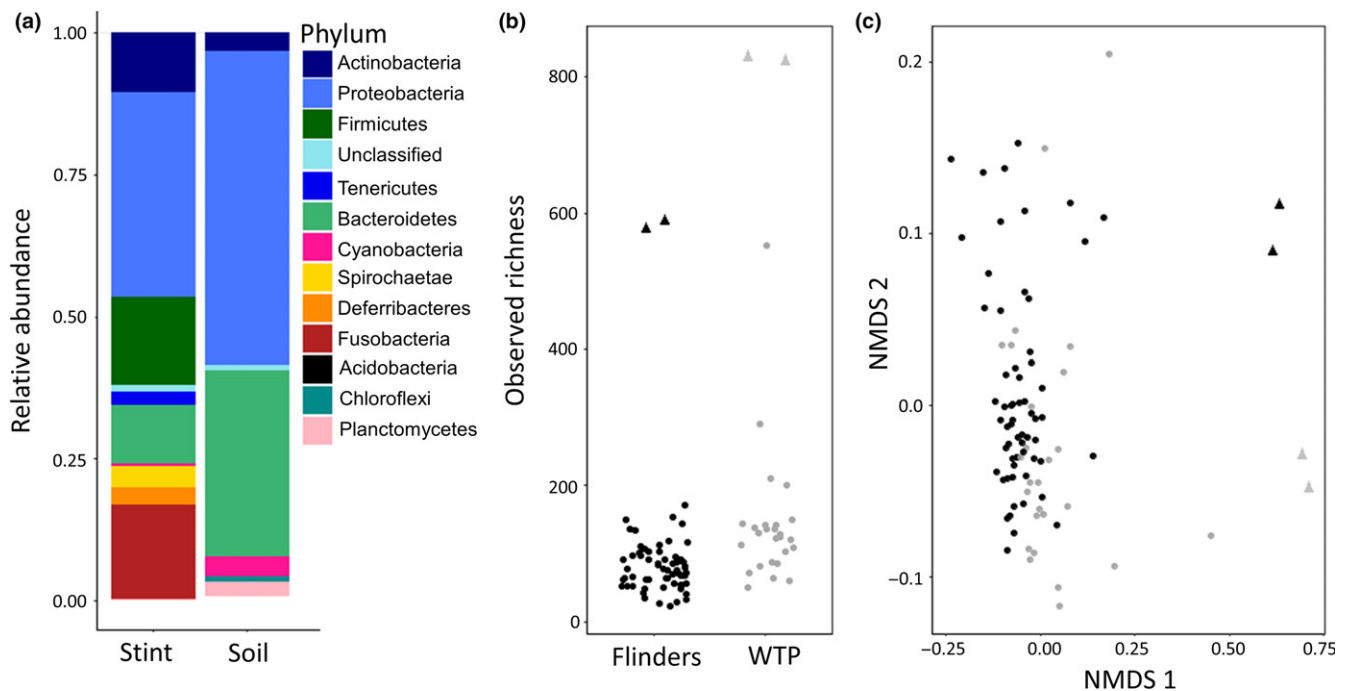 (a)
Relative abundance
1.00
0.75
0.50
0.25
0.00
Stint
Soil
Phylum
Actinobacteria
Proteobacteria
Firmicutes
Unclassified
Tenericutes
Bacteroidetes
Cyanobacteria
Spirochaetae
Deferribacteres
Fusobacteria
Acidobacteria
Chloroflexi
Planctomycetes
(b)
Observed richness
800
600
400
200
0
Flinders
WTP
(c)
NMDS 2
0.2
0.1
0.0
−0.1
−0.25
0.00
0.25
0.50
0.75
NMDS 1